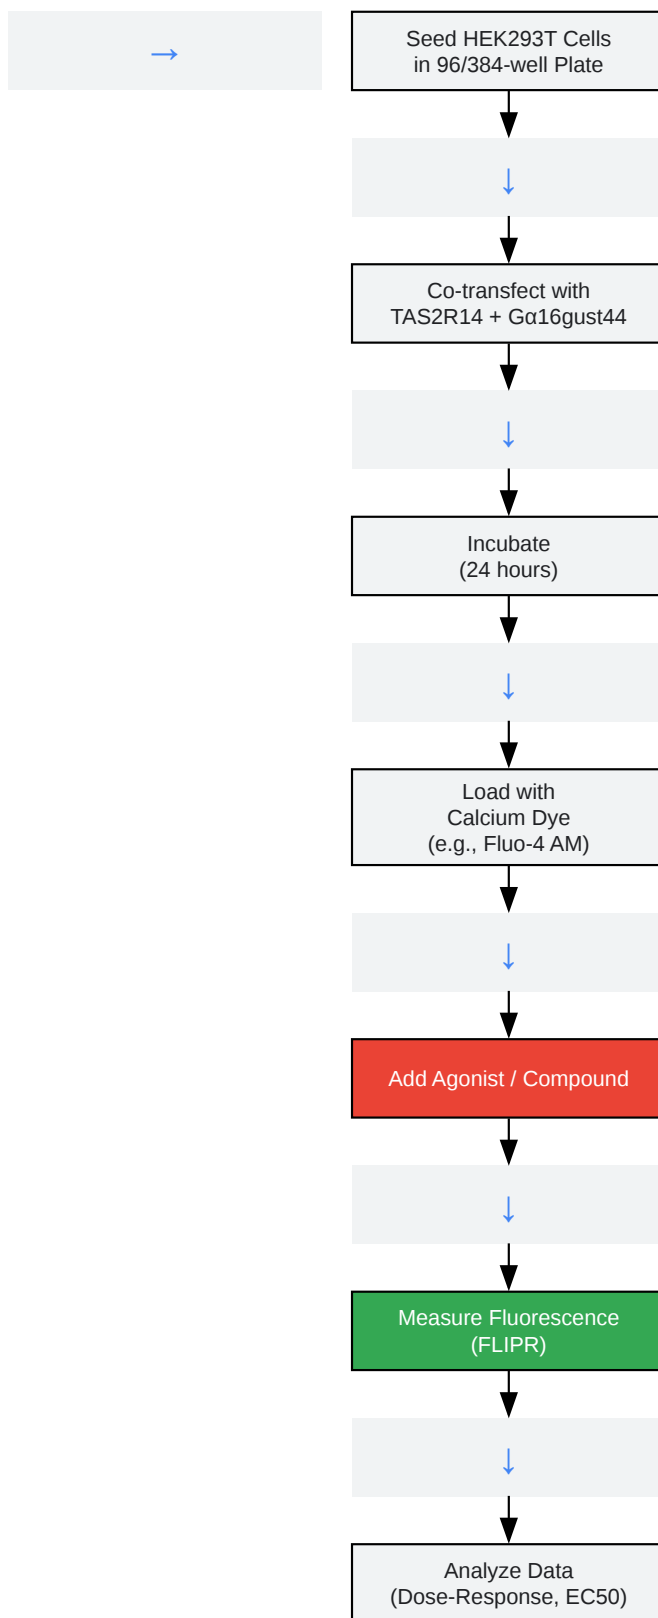 →
Seed HEK293T Cells
in 96/384-well Plate
↓
Co-transfect with
TAS2R14 + Gα16gust44
↓
Incubate
(24 hours)
↓
Load with
Calcium Dye
(e.g., Fluo-4 AM)
↓
Add Agonist / Compound
↓
Measure Fluorescence
(FLIPR)
↓
Analyze Data
(Dose-Response, EC50)